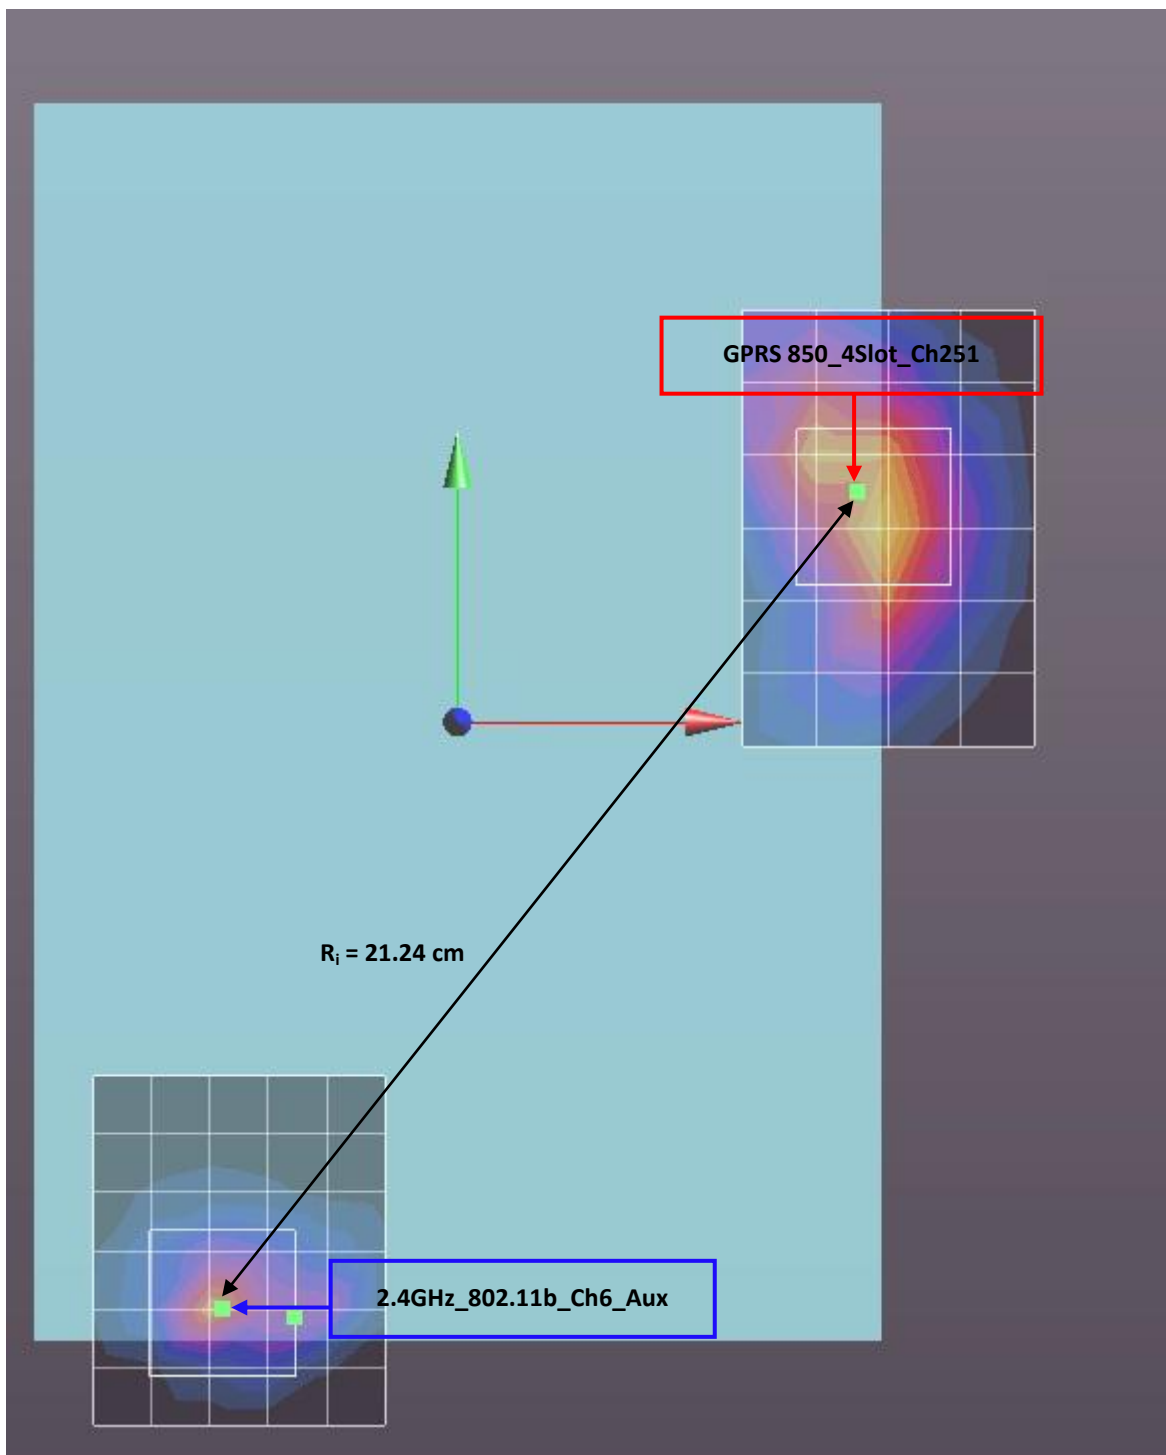 GPRS 850_4Slot_Ch251
Rᵢ = 21.24 cm
2.4GHz_802.11b_Ch6_Aux